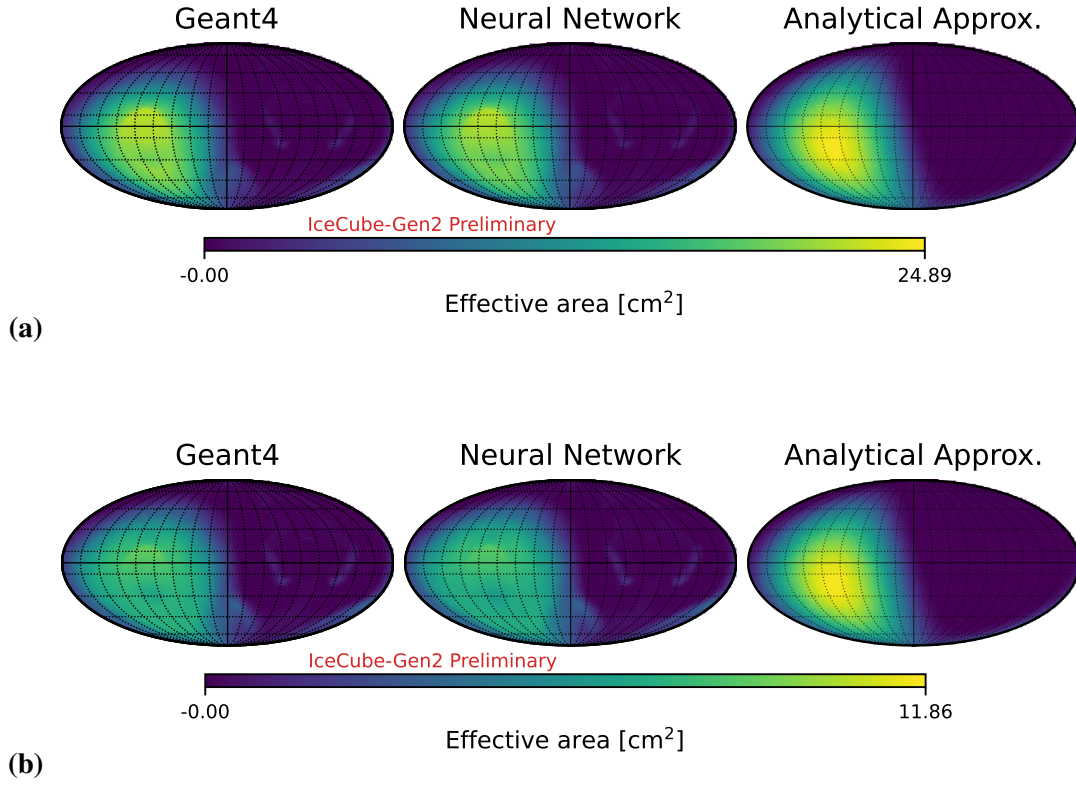 Geant4 Neural Network Analytical Approx.
IceCube-Gen2 Preliminary
-0.00 24.89
Effective area [cm²]
(a)
Geant4 Neural Network Analytical Approx.
IceCube-Gen2 Preliminary
-0.00 11.86
Effective area [cm²]
(b)